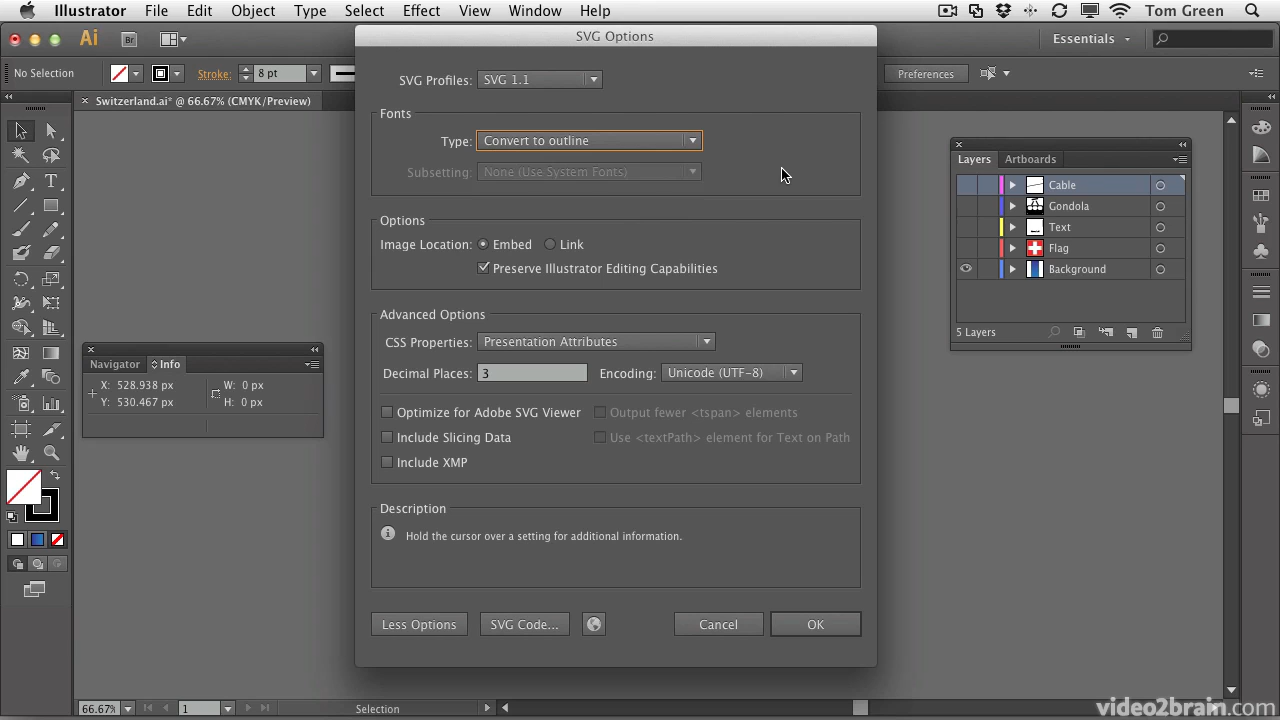 Illustrator File Edit Object Type Select Effect View Window Help Tom Green
SVG Options
Ai Br Essentials
No Selection Stroke: 8 pt Preferences
SVG Profiles: SVG 1.1
Switzerland.ai* @ 66.67% (CMYK/Preview)
Fonts
Type: Convert to outline
Subsetting: None (Use System Fonts)
Layers Artboards
Cable
Gondola
Text
Flag
Background
5 Layers
Options
Image Location: Embed Link
Preserve Illustrator Editing Capabilities
Advanced Options
CSS Properties: Presentation Attributes
Decimal Places: 3 Encoding: Unicode (UTF-8)
Optimize for Adobe SVG Viewer Output fewer <tspan> elements
Include Slicing Data Use <textPath> element for Text on Path
Include XMP
Navigator Info
X: 528.938 px W: 0 px
Y: 530.467 px H: 0 px
Description
Hold the cursor over a setting for additional information.
Less Options SVG Code... Cancel OK
66.67% 1 Selection
video2brain.com